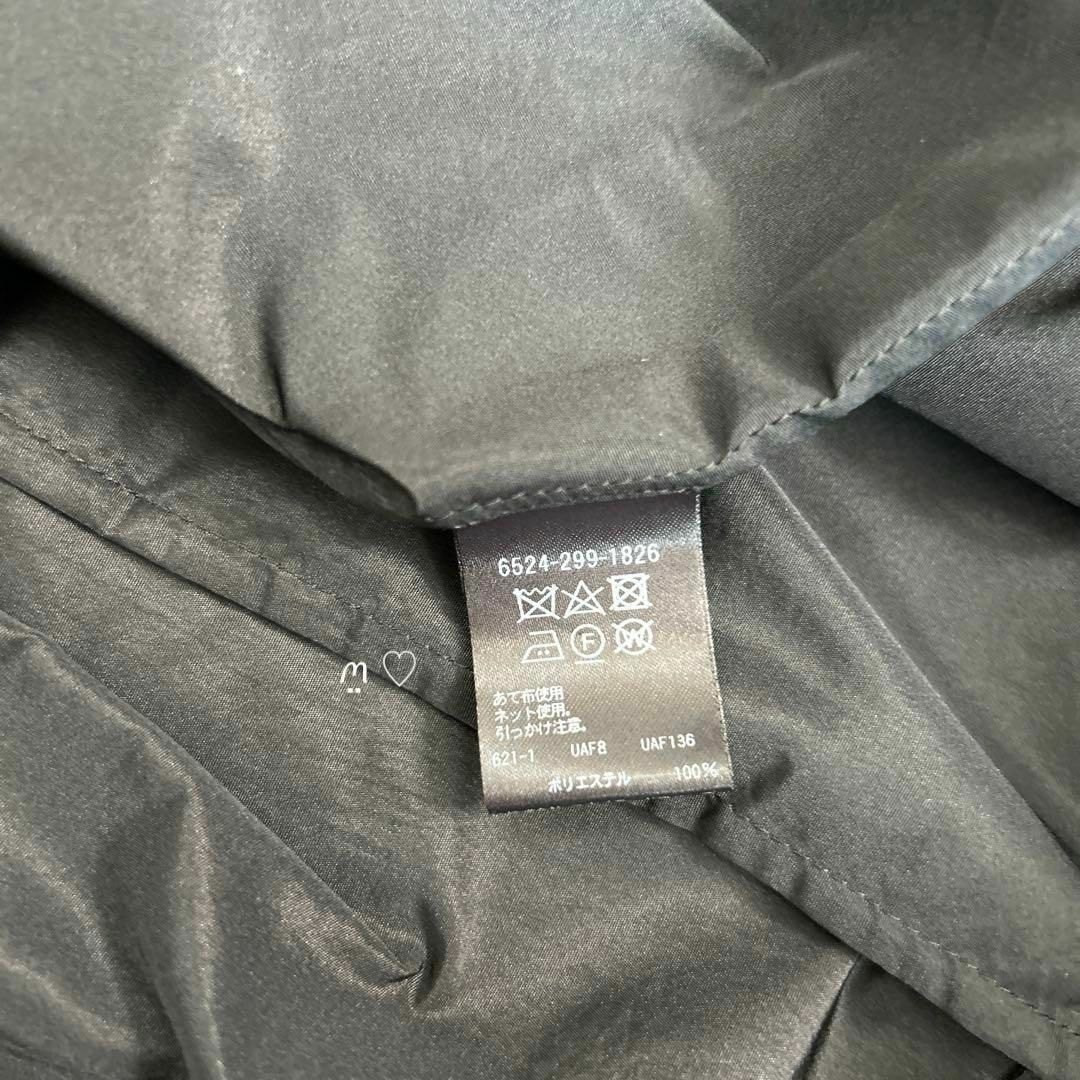 6524-299-1826
F W
あて布使用
ネット使用。
引っかけ注意。
621-1 UAF8 UAF136
ポリエステル 100%